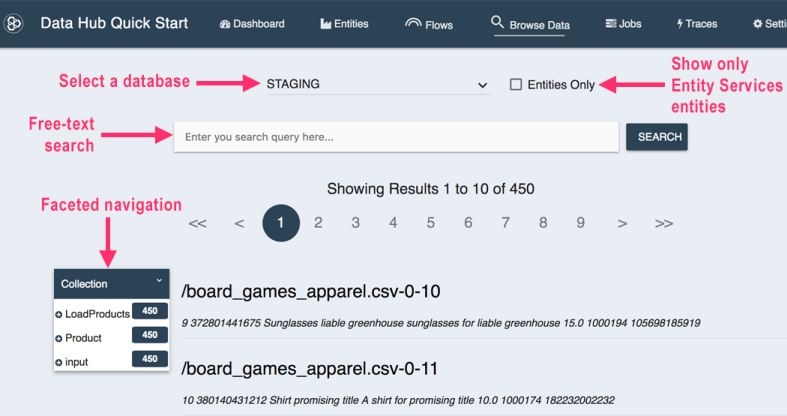 Data Hub Quick Start
Dashboard
Entities
Flows
Browse Data
Jobs
Traces
Setti
Select a database
STAGING
Entities Only
Show only
Entity Services
entities
Free-text
search
Enter you search query here...
SEARCH
Showing Results 1 to 10 of 450
<< < 1 2 3 4 5 6 7 8 9 > >>
Faceted navigation
Collection
LoadProducts 450
Product 450
input 450
/board_games_apparel.csv-0-10
9 372801441675 Sunglasses liable greenhouse sunglasses for liable greenhouse 15.0 1000194 105698185919
/board_games_apparel.csv-0-11
10 380140431212 Shirt promising title A shirt for promising title 10.0 1000174 182232002232